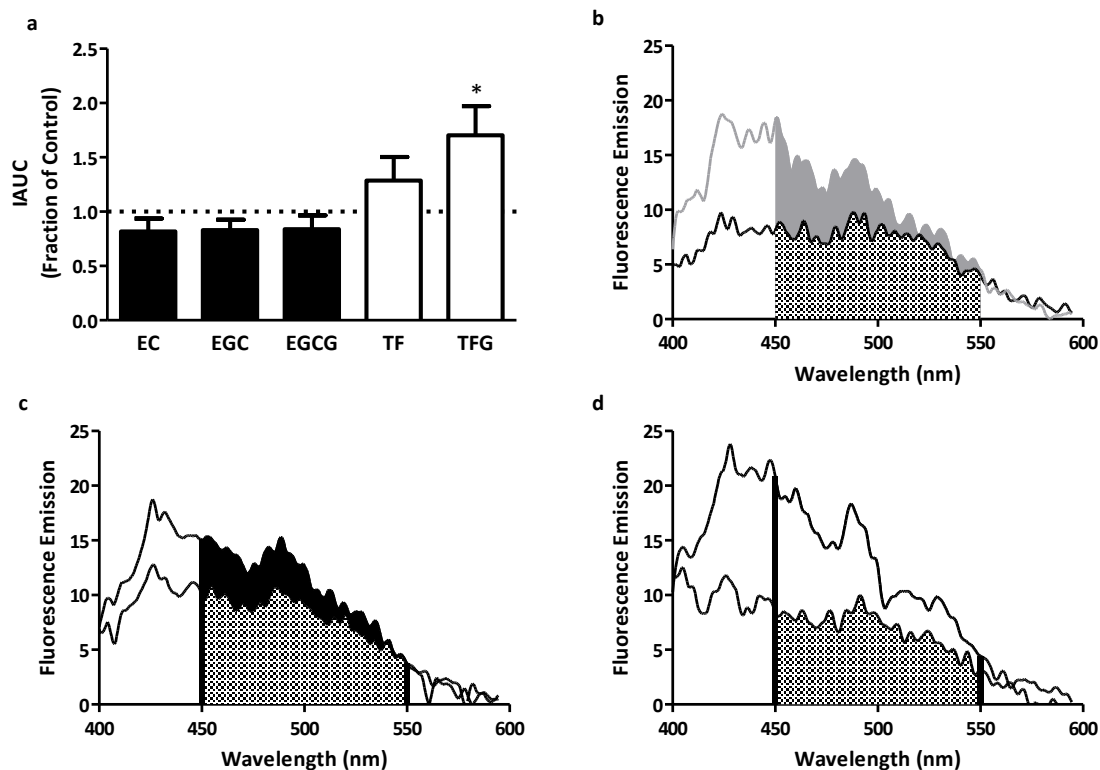 a
2.5
2.0
1.5
1.0
0.5
0.0
IAUC
(Fraction of Control)
*
EC EGC EGCG TF TFG
b
25
20
15
10
5
0
Fluorescence Emission
400 450 500 550 600
Wavelength (nm)
c
25
20
15
10
5
0
Fluorescence Emission
400 450 500 550 600
Wavelength (nm)
d
25
20
15
10
5
0
Fluorescence Emission
400 450 500 550 600
Wavelength (nm)